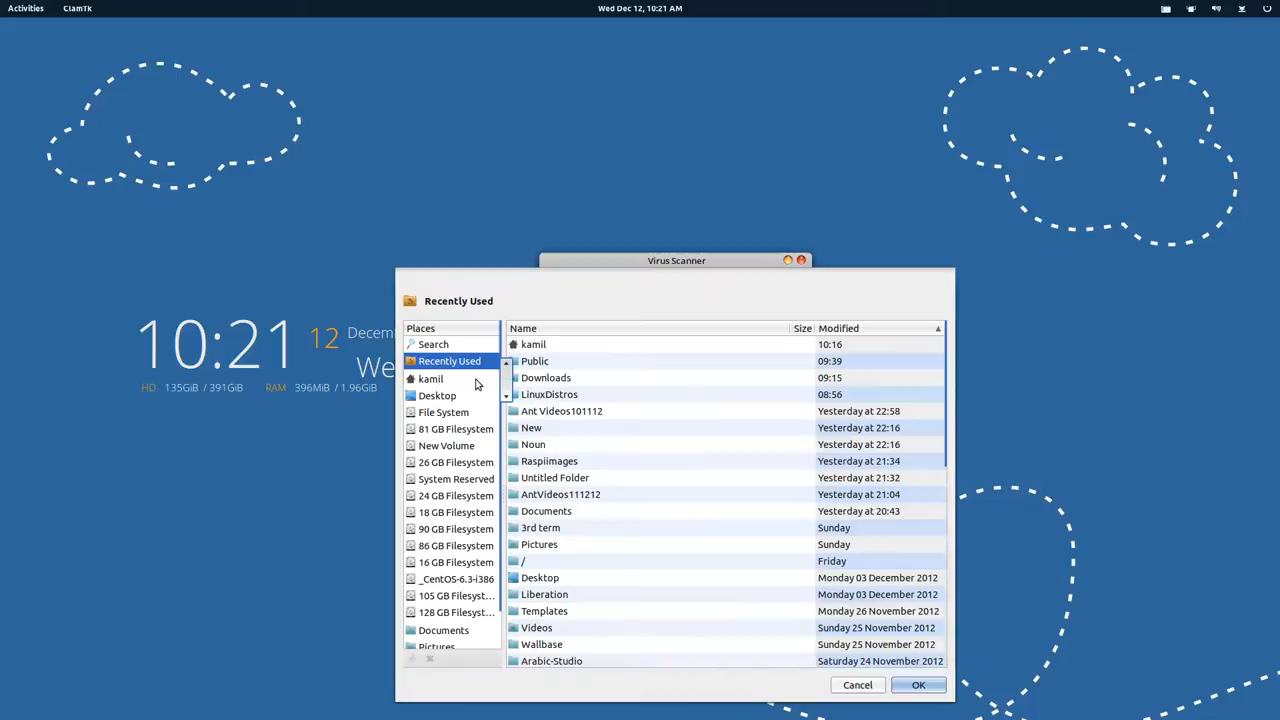 Activities ClamTk Wed Dec 12, 10:21 AM
Virus Scanner
Recently Used
10:21 12 Decem
We
HD 135GiB / 391GiB RAM 396MiB / 1.96GiB
Places
Search
Recently Used
kamil
Desktop
File System
81 GB Filesystem
New Volume
26 GB Filesystem
System Reserved
24 GB Filesystem
18 GB Filesystem
90 GB Filesystem
86 GB Filesystem
16 GB Filesystem
_CentOS-6.3-i386
105 GB Filesyst...
128 GB Filesyst...
Documents
Pictures
Name Size Modified
kamil 10:16
Public 09:39
Downloads 09:15
LinuxDistros 08:56
Ant Videos101112 Yesterday at 22:58
New Yesterday at 22:16
Noun Yesterday at 22:16
Raspiimages Yesterday at 21:34
Untitled Folder Yesterday at 21:32
AntVideos111212 Yesterday at 21:04
Documents Yesterday at 20:43
3rd term Sunday
Pictures Sunday
/ Friday
Desktop Monday 03 December 2012
Liberation Monday 03 December 2012
Templates Monday 26 November 2012
Videos Sunday 25 November 2012
Wallbase Sunday 25 November 2012
Arabic-Studio Saturday 24 November 2012
Cancel OK